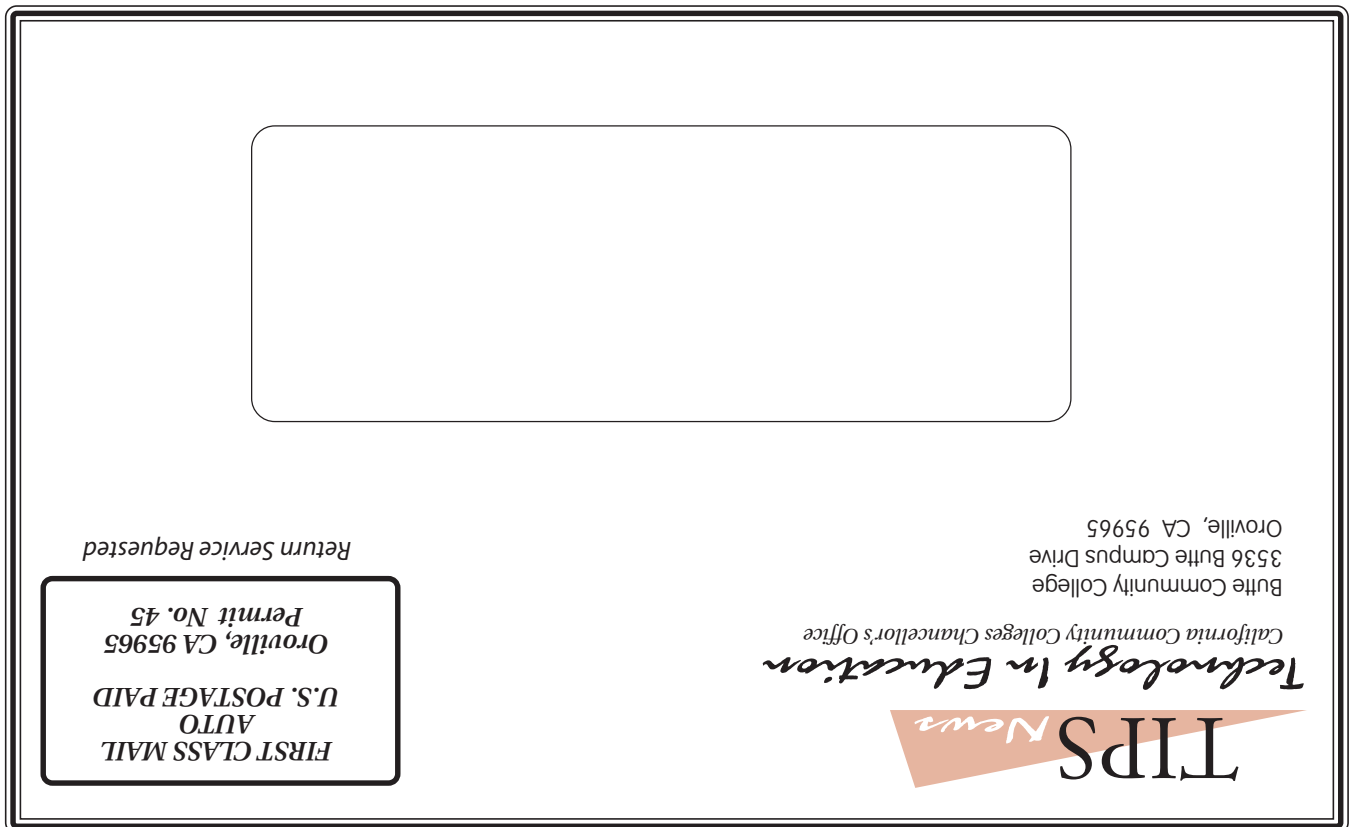 TIPS News
Technology In Education
California Community Colleges Chancellor's Office
Butte Community College
3536 Butte Campus Drive
Oroville, CA 95965
FIRST CLASS MAIL
AUTO
U.S. POSTAGE PAID
Oroville, CA 95965
Permit No. 45
Return Service Requested